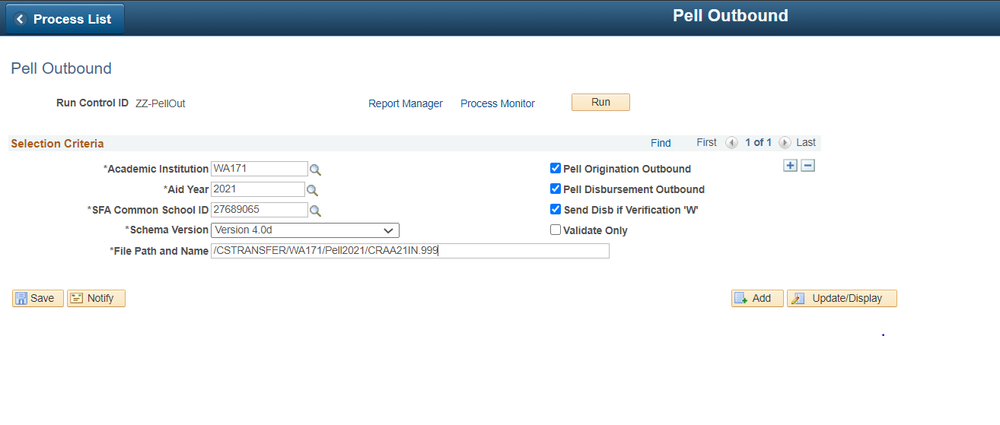 Process List
Pell Outbound
Pell Outbound
Run Control ID ZZ-PellOut Report Manager Process Monitor Run
Selection Criteria Find First 1 of 1 Last
*Academic Institution WA171 Pell Origination Outbound
*Aid Year 2021 Pell Disbursement Outbound
*SFA Common School ID 27689065 Send Disb if Verification 'W'
*Schema Version Version 4.0d Validate Only
*File Path and Name /CSTRANSFER/WA171/Pell2021/CRAA21IN.999
Save Notify Add Update/Display